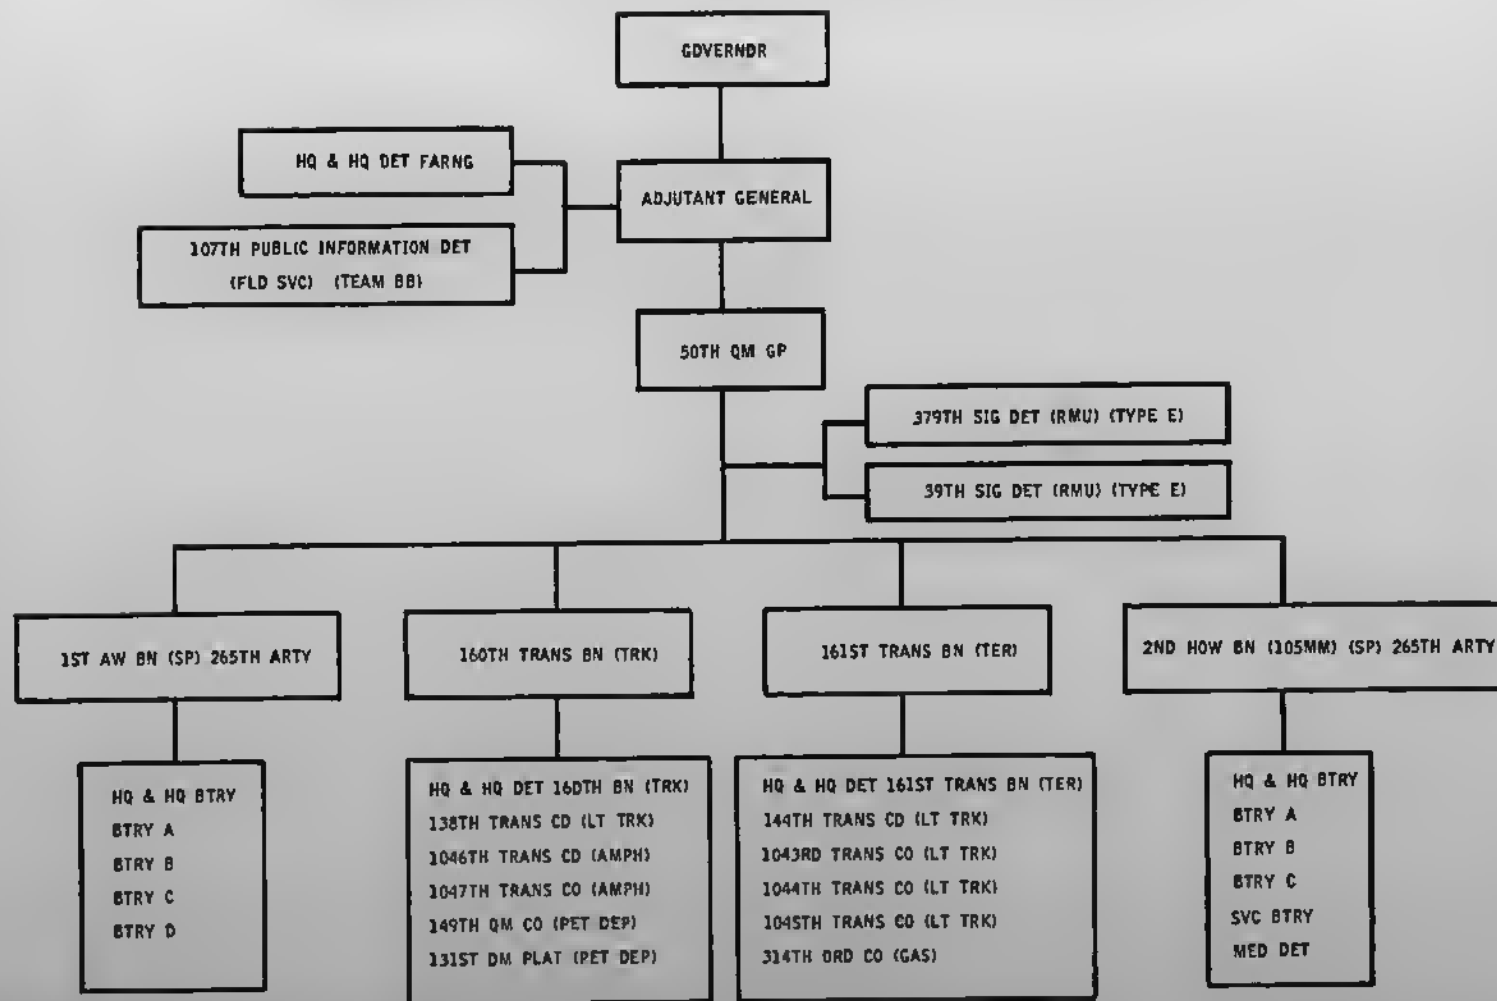 GOVERNOR
HQ & HQ DET FARNG
ADJUTANT GENERAL
107TH PUBLIC INFORMATION DET
(FLD SVC) (TEAM BB)
50TH QM GP
379TH SIG DET (RMU) (TYPE E)
39TH SIG DET (RMU) (TYPE E)
1ST AW BN (SP) 265TH ARTY
160TH TRANS BN (TRK)
161ST TRANS BN (TER)
2ND HOW BN (105MM) (SP) 265TH ARTY
HQ & HQ BTRY
BTRY A
BTRY B
BTRY C
BTRY D
HQ & HQ DET 160TH BN (TRK)
138TH TRANS CO (LT TRK)
1046TH TRANS CO (AMPH)
1047TH TRANS CO (AMPH)
149TH QM CO (PET DEP)
131ST DM PLAT (PET DEP)
HQ & HQ DET 161ST TRANS BN (TER)
144TH TRANS CO (LT TRK)
1043RD TRANS CO (LT TRK)
1044TH TRANS CO (LT TRK)
1045TH TRANS CO (LT TRK)
314TH ORD CO (GAS)
HQ & HQ BTRY
BTRY A
BTRY B
BTRY C
SVC BTRY
MED DET